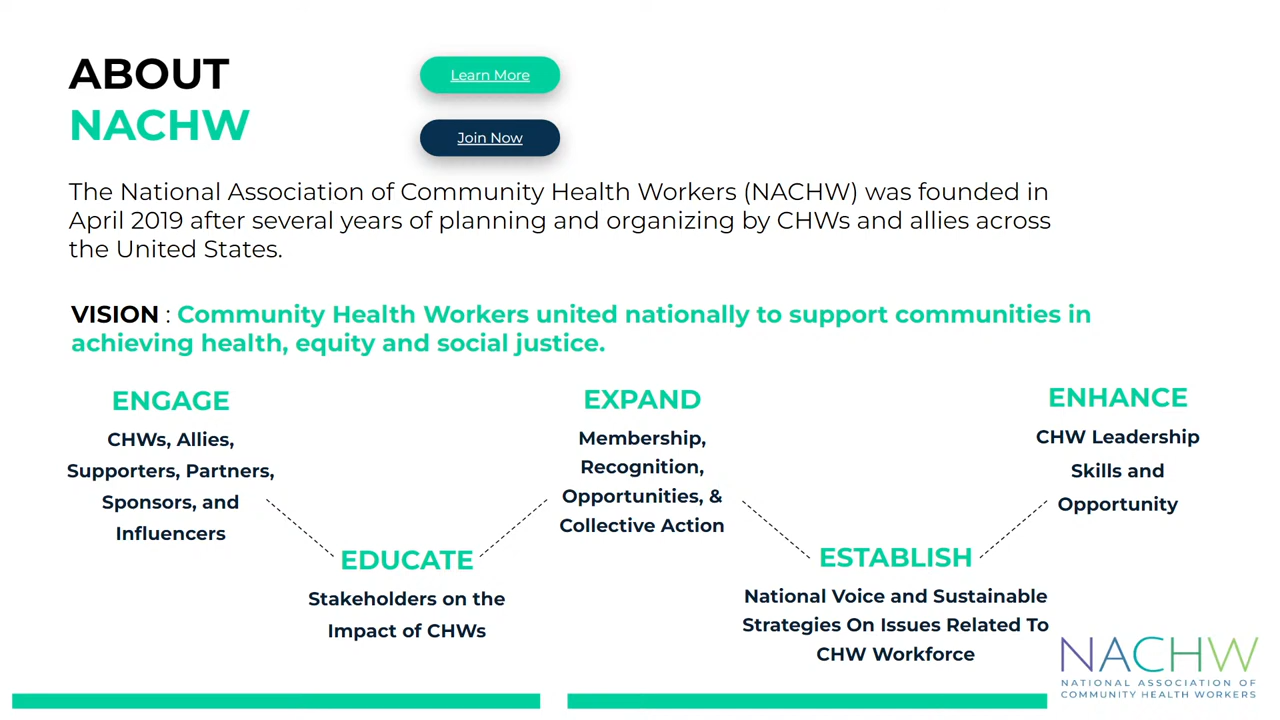 ABOUT
NACHW
Learn More
Join Now
The National Association of Community Health Workers (NACHW) was founded in
April 2019 after several years of planning and organizing by CHWs and allies across
the United States.
VISION : Community Health Workers united nationally to support communities in
achieving health, equity and social justice.
ENGAGE
CHWs, Allies,
Supporters, Partners,
Sponsors, and
Influencers
EDUCATE
Stakeholders on the
Impact of CHWs
EXPAND
Membership,
Recognition,
Opportunities, &
Collective Action
ESTABLISH
National Voice and Sustainable
Strategies On Issues Related To
CHW Workforce
ENHANCE
CHW Leadership
Skills and
Opportunity
NACHW
NATIONAL ASSOCIATION OF
COMMUNITY HEALTH WORKERS